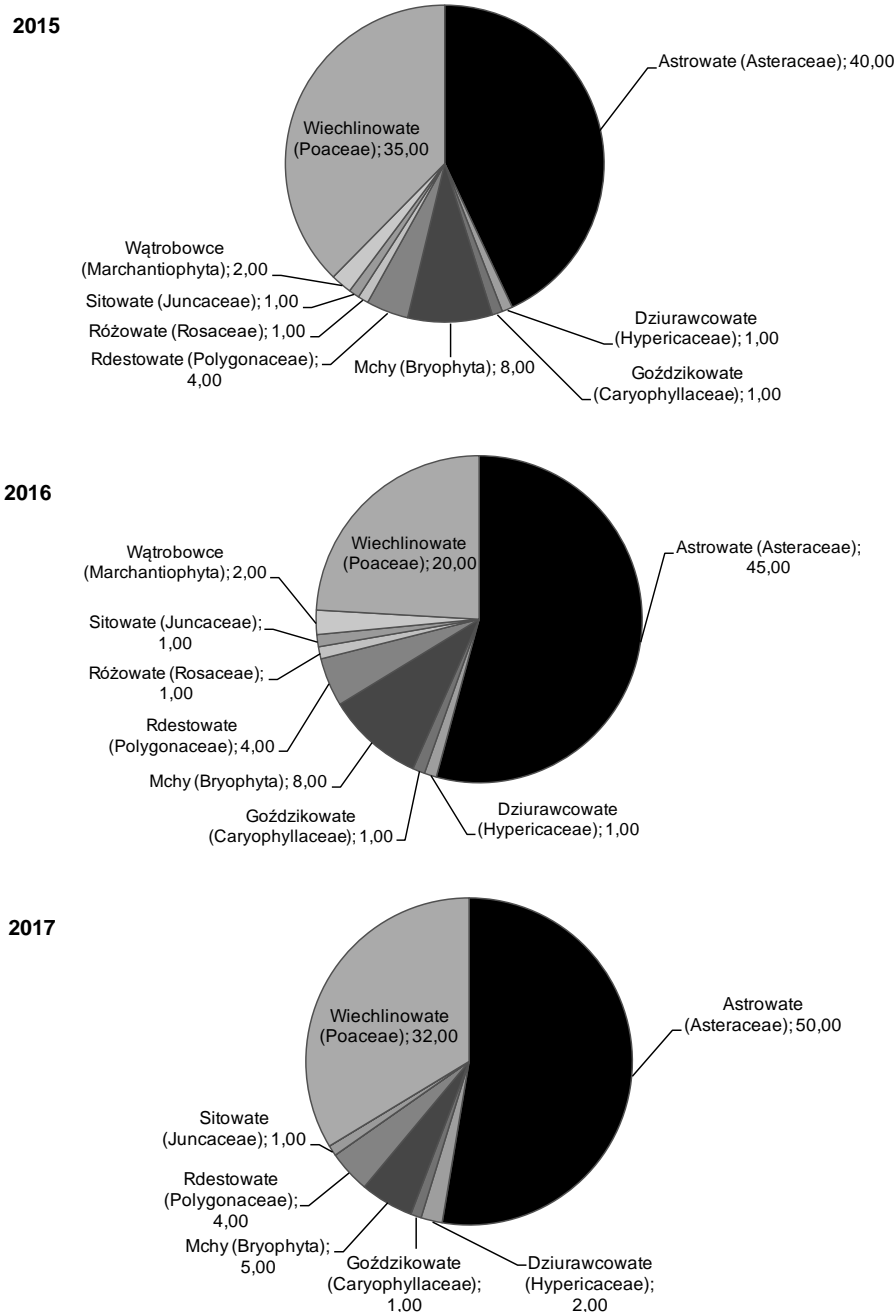 2015
Astrowate (Asteraceae); 40,00
Wiechlinowate
(Poaceae); 35,00
Wątrobowce
(Marchantiophyta); 2,00
Sitowate (Juncaceae); 1,00
Różowate (Rosaceae); 1,00
Rdestowate (Polygonaceae);
4,00
Mchy (Bryophyta); 8,00
Dziurawcowate
(Hypericaceae); 1,00
Goździkowate
(Caryophyllaceae); 1,00
2016
Wiechlinowate
(Poaceae); 20,00
Astrowate (Asteraceae);
45,00
Wątrobowce
(Marchantiophyta); 2,00
Sitowate (Juncaceae);
1,00
Różowate (Rosaceae);
1,00
Rdestowate
(Polygonaceae); 4,00
Mchy (Bryophyta); 8,00
Goździkowate
(Caryophyllaceae); 1,00
Dziurawcowate
(Hypericaceae); 1,00
2017
Wiechlinowate
(Poaceae); 32,00
Astrowate
(Asteraceae); 50,00
Sitowate
(Juncaceae); 1,00
Rdestowate
(Polygonaceae);
4,00
Mchy (Bryophyta);
5,00
Goździkowate
(Caryophyllaceae);
1,00
Dziurawcowate
(Hypericaceae);
2,00